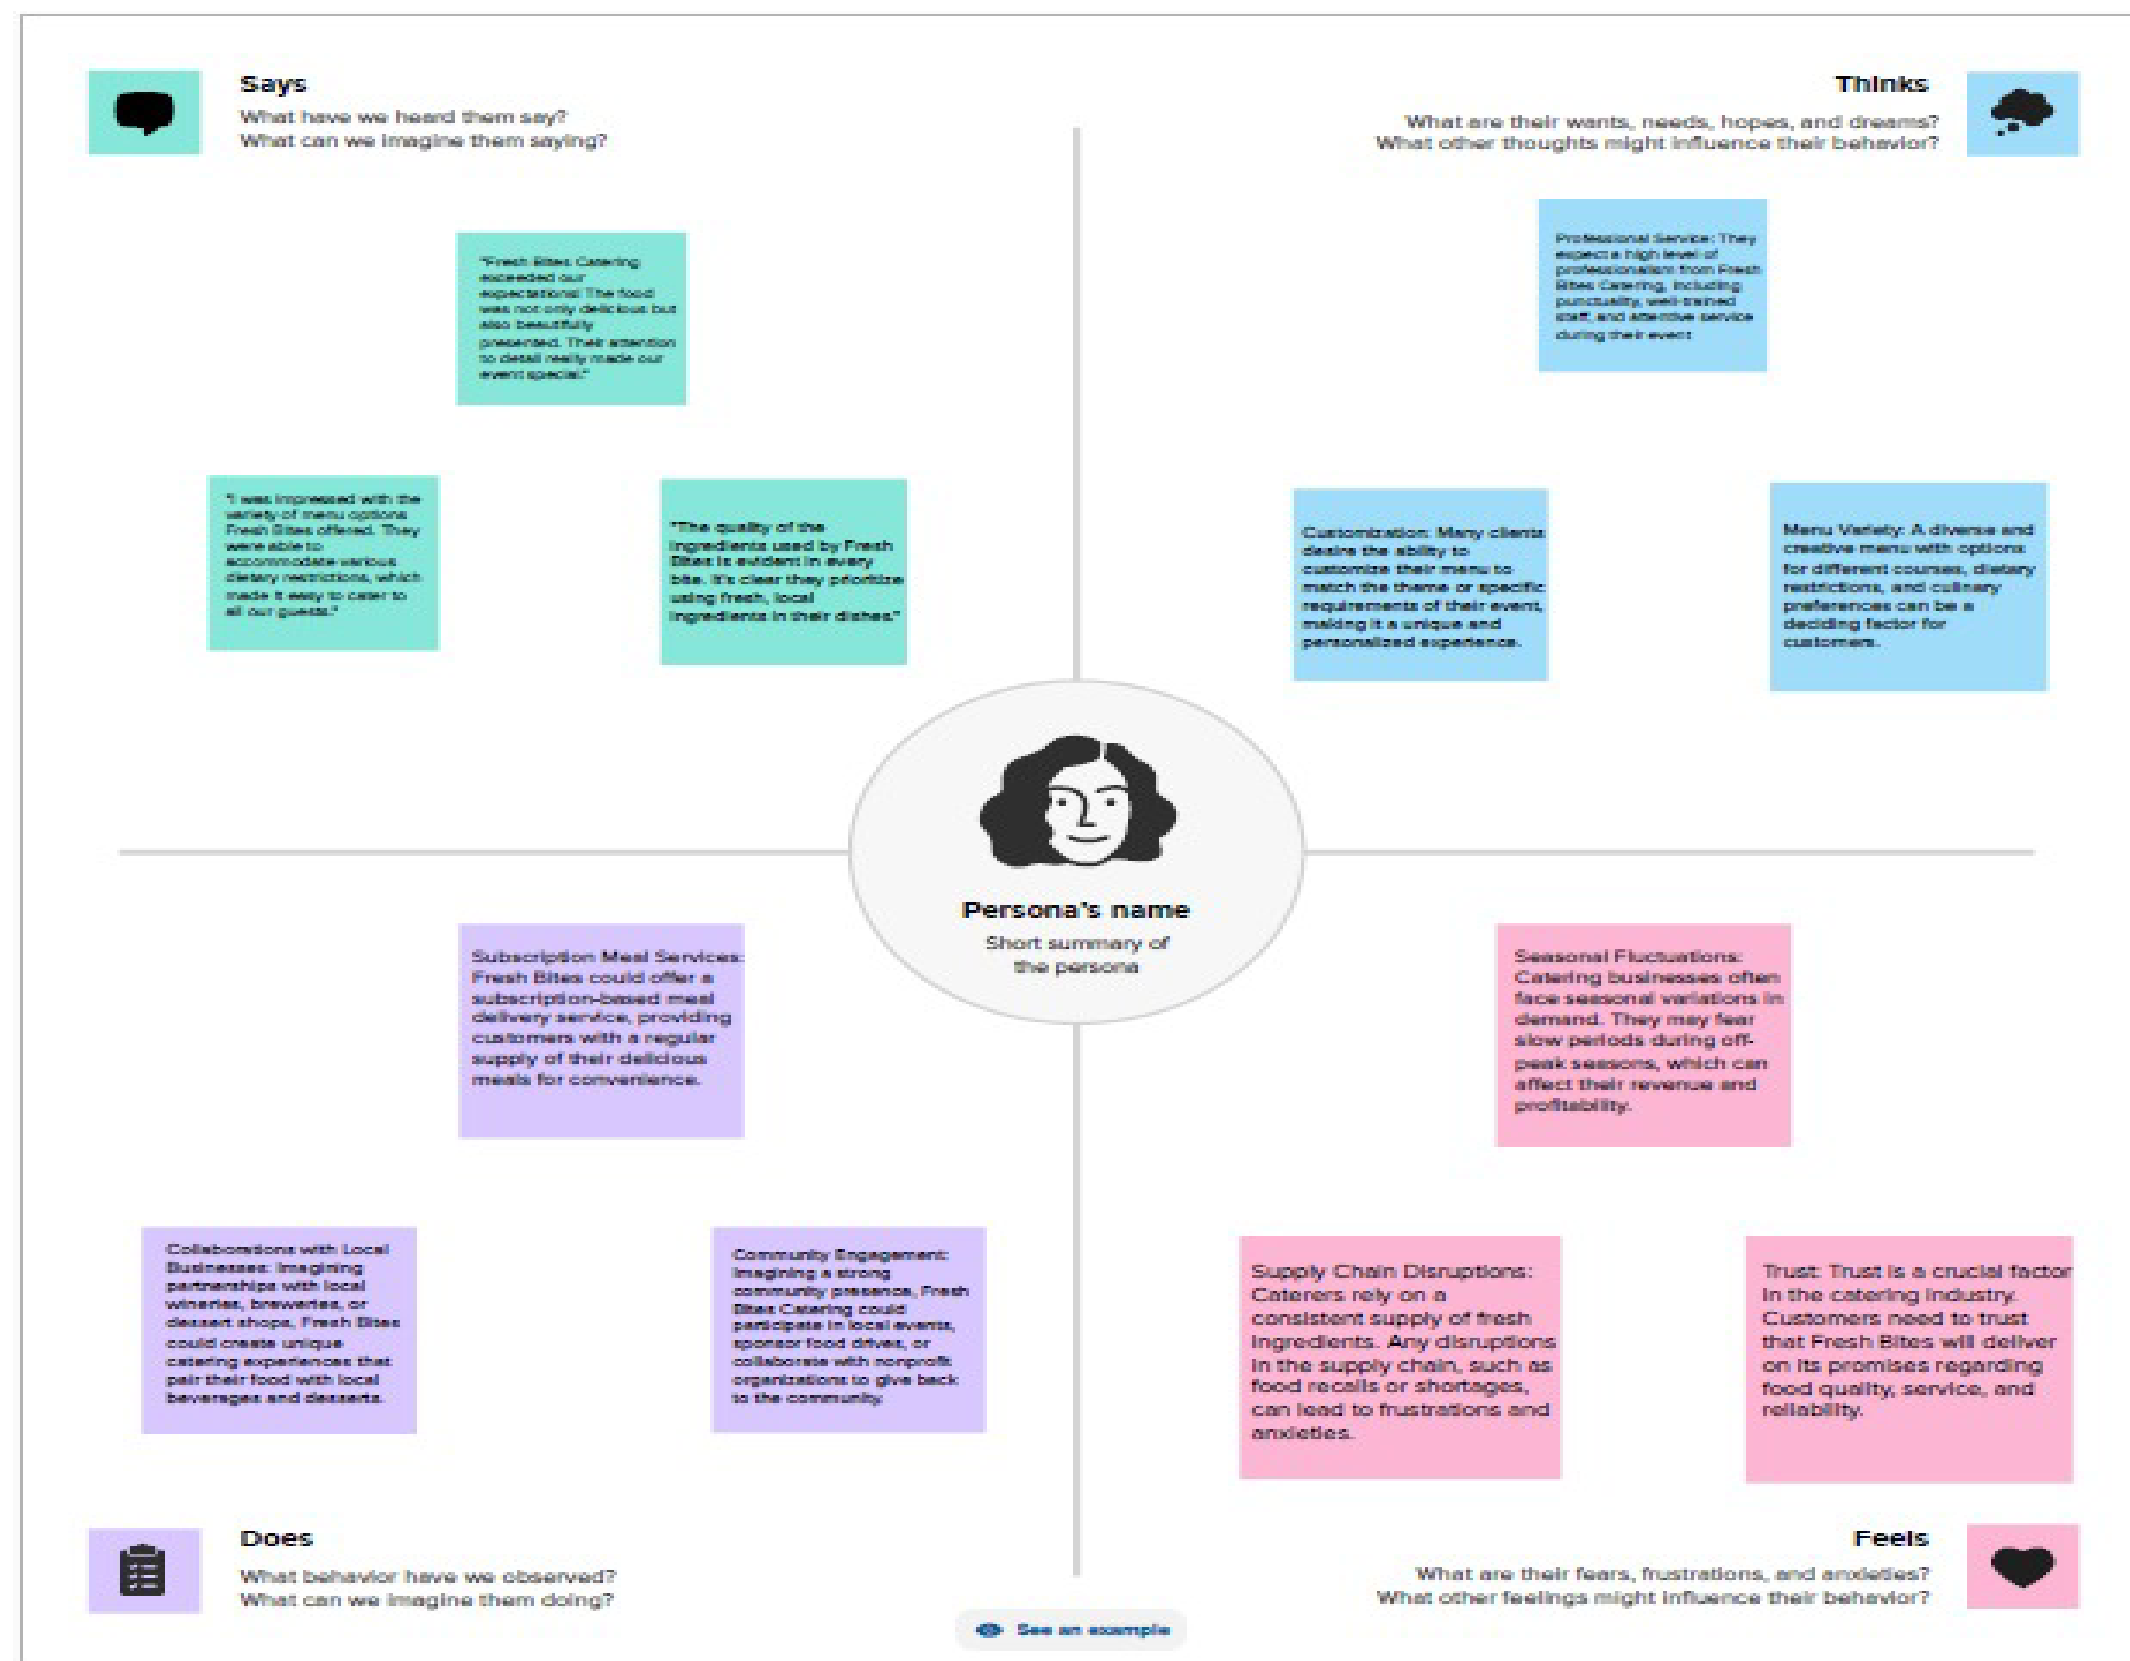 Says
What have we heard them say?
What can we imagine them saying?
Thinks
What are their wants, needs, hopes, and dreams?
What other thoughts might influence their behavior?
"Fresh Bites Catering
exceeded our
expectations! The food
was not only delicious but
also beautifully
presented. Their attention
to detail really made our
event special."
"I was impressed with the
variety of menu options
Fresh Bites offered. They
were able to
accommodate various
dietary restrictions, which
made it easy to cater to
all our guests."
"The quality of the
ingredients used by Fresh
Bites is evident in every
bite. It's clear they prioritize
using fresh, local
ingredients in their dishes."
Professional Service: They
expect a high level of
professionalism from Fresh
Bites Catering, including
punctuality, well-trained
staff, and attentive service
during their event
Customization: Many clients
desire the ability to
customize their menu to
match the theme or specific
requirements of their event,
making it a unique and
personalized experience.
Menu Variety: A diverse and
creative menu with options
for different courses, dietary
restrictions, and culinary
preferences can be a
deciding factor for
customers.
Persona's name
Short summary of
the persona
Subscription Meal Services:
Fresh Bites could offer a
subscription-based meal
delivery service, providing
customers with a regular
supply of their delicious
meals for convenience.
Collaborations with Local
Businesses: Imagining
partnerships with local
wineries, breweries, or
dessert shops, Fresh Bites
could create unique
catering experiences that
pair their food with local
beverages and desserts.
Community Engagement:
Imagining a strong
community presence, Fresh
Bites Catering could
participate in local events,
sponsor food drives, or
collaborate with nonprofit
organizations to give back
to the community.
Seasonal Fluctuations:
Catering businesses often
face seasonal variations in
demand. They may fear
slow periods during off-
peak seasons, which can
affect their revenue and
profitability.
Supply Chain Disruptions:
Caterers rely on a
consistent supply of fresh
ingredients. Any disruptions
in the supply chain, such as
food recalls or shortages,
can lead to frustrations and
anxieties.
Trust: Trust is a crucial factor
in the catering industry.
Customers need to trust
that Fresh Bites will deliver
on its promises regarding
food quality, service, and
reliability.
Does
What behavior have we observed?
What can we imagine them doing?
Feels
What are their fears, frustrations, and anxieties?
What other feelings might influence their behavior?
See an example